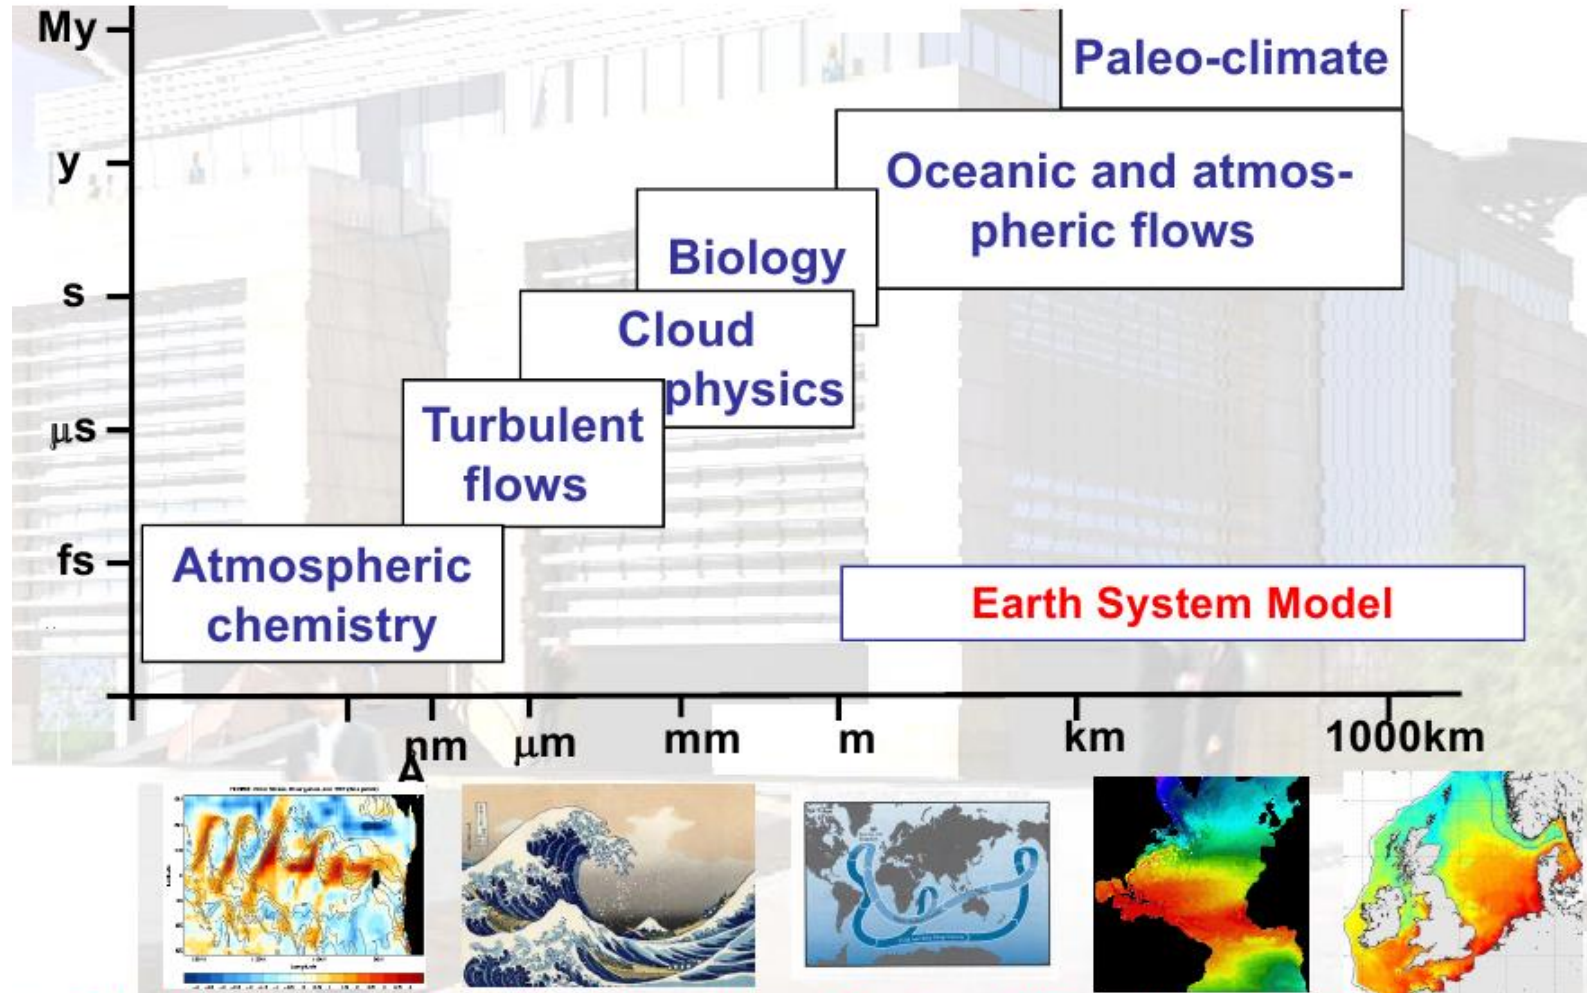 My
Paleo-climate
y
Oceanic and atmos-
pheric flows
Biology
s
Cloud
physics
μs
Turbulent
flows
fs
Atmospheric
chemistry
Earth System Model
Å
nm
μm
mm
m
km
1000km